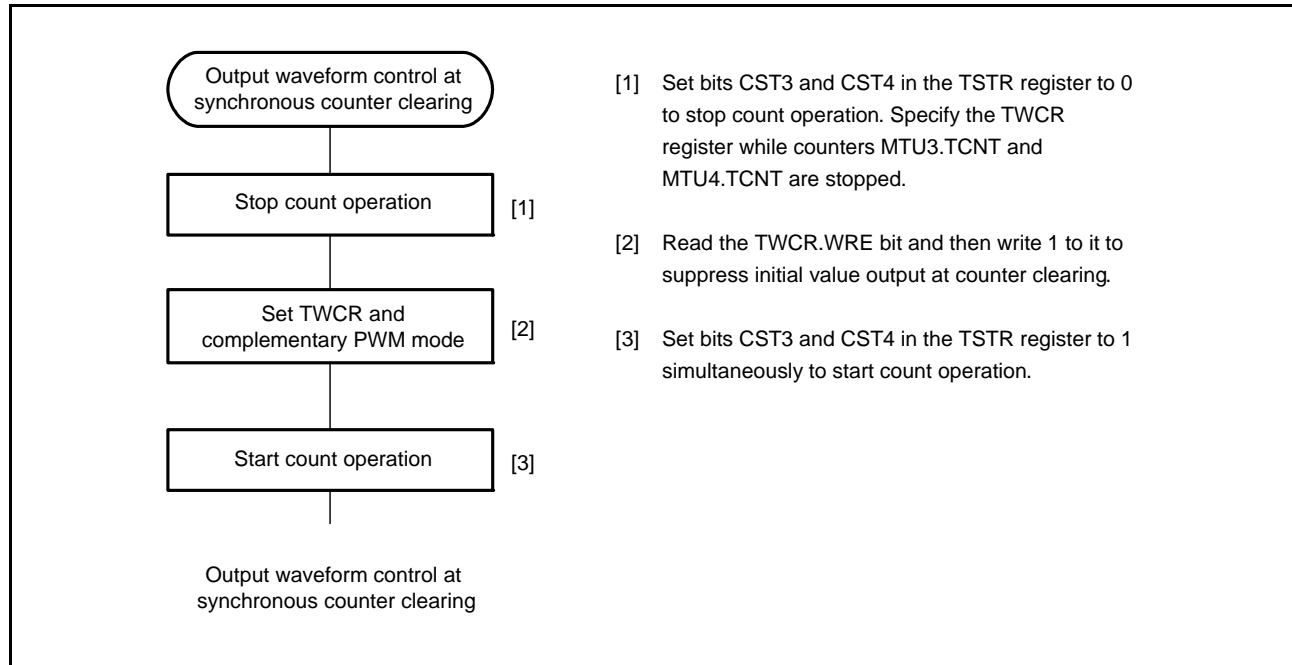 Output waveform control at
synchronous counter clearing
Stop count operation
[1]
Set TWCR and
complementary PWM mode
[2]
Start count operation
[3]
Output waveform control at
synchronous counter clearing
[1] Set bits CST3 and CST4 in the TSTR register to 0
to stop count operation. Specify the TWCR
register while counters MTU3.TCNT and
MTU4.TCNT are stopped.
[2] Read the TWCR.WRE bit and then write 1 to it to
suppress initial value output at counter clearing.
[3] Set bits CST3 and CST4 in the TSTR register to 1
simultaneously to start count operation.